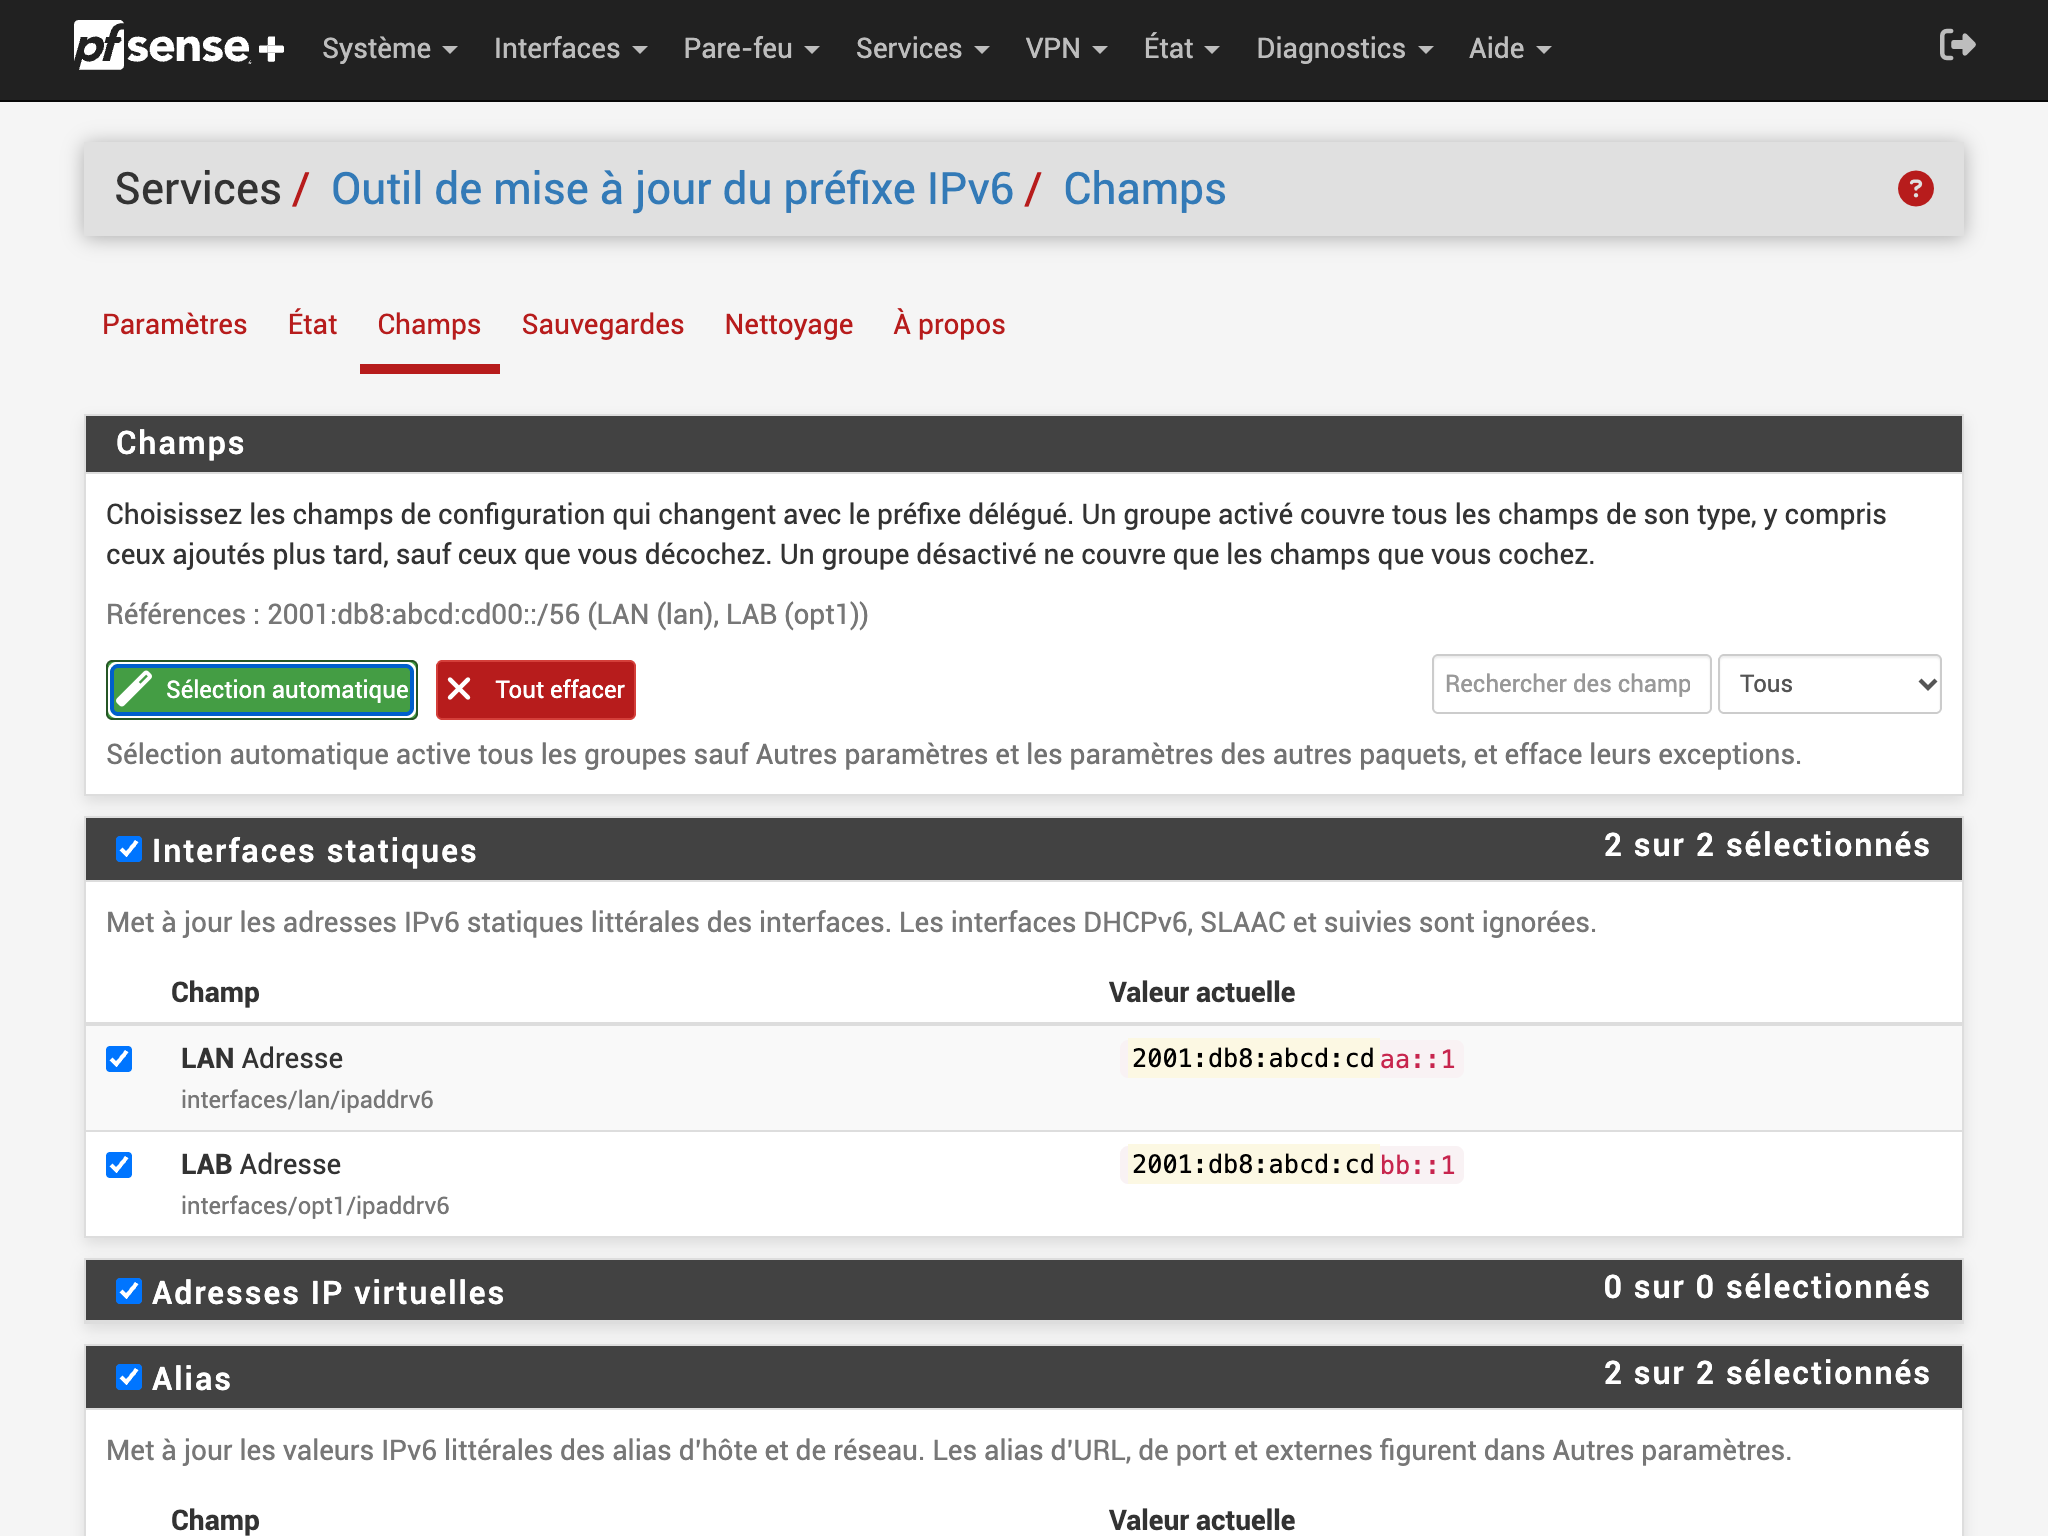 pfsense+ Système Interfaces Pare-feu Services VPN État Diagnostics Aide
Services / Outil de mise à jour du préfixe IPv6 / Champs
Paramètres État Champs Sauvegardes Nettoyage À propos
Champs
Choisissez les champs de configuration qui changent avec le préfixe délégué. Un groupe activé couvre tous les champs de son type, y compris
ceux ajoutés plus tard, sauf ceux que vous décochez. Un groupe désactivé ne couvre que les champs que vous cochez.
Références : 2001:db8:abcd:cd00::/56 (LAN (lan), LAB (opt1))
Sélection automatique Tout effacer Rechercher des champ Tous
Sélection automatique active tous les groupes sauf Autres paramètres et les paramètres des autres paquets, et efface leurs exceptions.
Interfaces statiques 2 sur 2 sélectionnés
Met à jour les adresses IPv6 statiques littérales des interfaces. Les interfaces DHCPv6, SLAAC et suivies sont ignorées.
Champ Valeur actuelle
LAN Adresse 2001:db8:abcd:cdaa::1
interfaces/lan/ipaddrv6
LAB Adresse 2001:db8:abcd:cdbb::1
interfaces/opt1/ipaddrv6
Adresses IP virtuelles 0 sur 0 sélectionnés
Alias 2 sur 2 sélectionnés
Met à jour les valeurs IPv6 littérales des alias d'hôte et de réseau. Les alias d'URL, de port et externes figurent dans Autres paramètres.
Champ Valeur actuelle